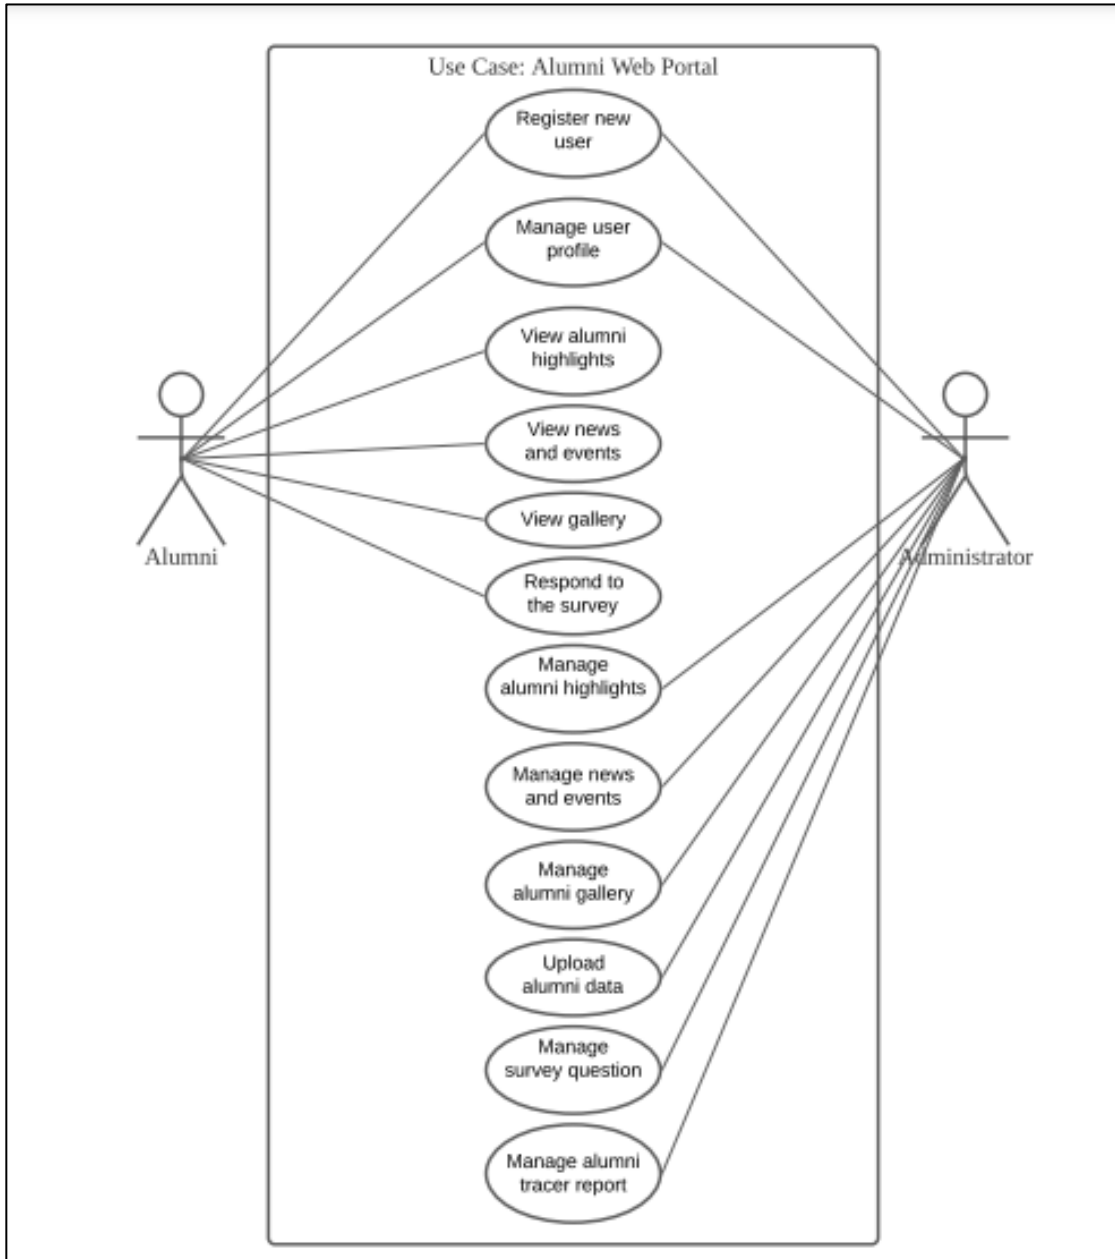 Use Case: Alumni Web Portal
Register new
user
Manage user
profile
View alumni
highlights
View news
and events
View gallery
Respond to
the survey
Alumni
Administrator
Manage
alumni highlights
Manage news
and events
Manage
alumni gallery
Upload
alumni data
Manage
survey question
Manage alumni
tracer report